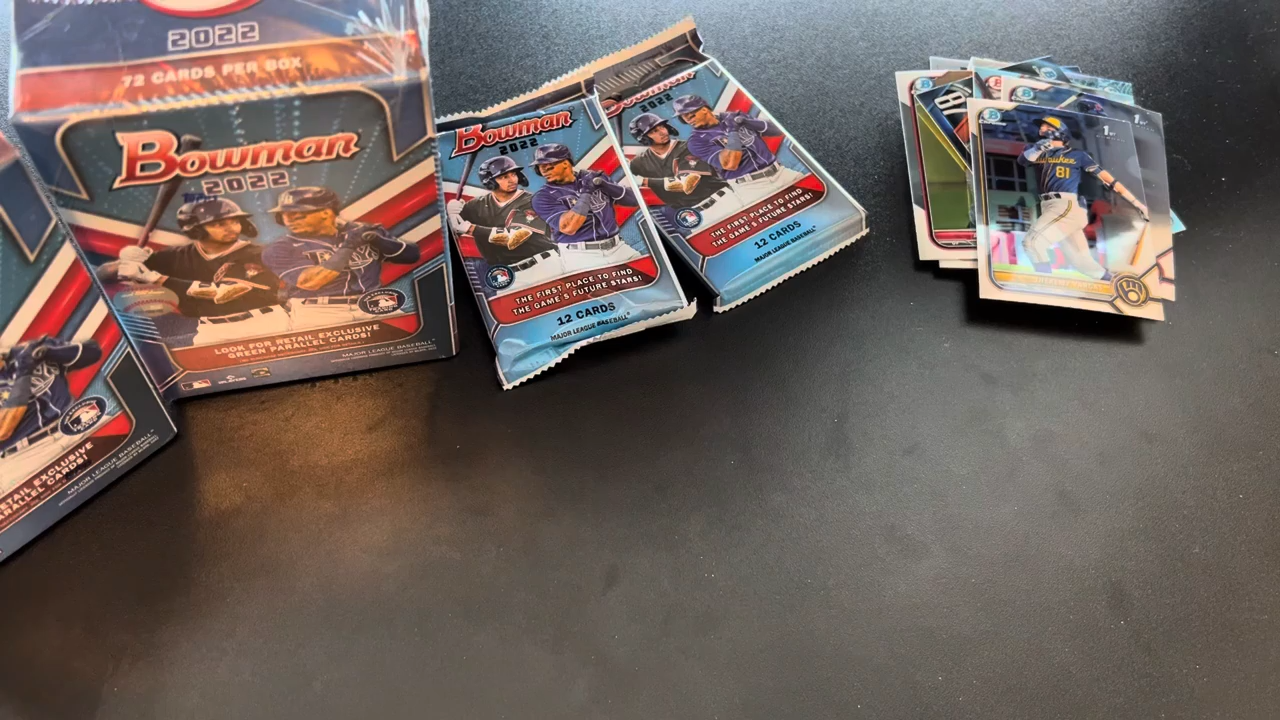 2022
72 CARDS PER BOX
Bowman
2022
LOOK FOR RETAIL EXCLUSIVE
GREEN PARALLEL CARDS!
MAJOR LEAGUE BASEBALL
RETAIL EXCLUSIVE
PARALLEL CARDS!
MAJOR LEAGUE BASEBALL
Bowman
2022
THE FIRST PLACE TO FIND
THE GAME'S FUTURE STARS!
12 CARDS
MAJOR LEAGUE BASEBALL
Bowman
2022
THE FIRST PLACE TO FIND
THE GAME'S FUTURE STARS!
12 CARDS
MAJOR LEAGUE BASEBALL
1st
1st
Milwaukee
81